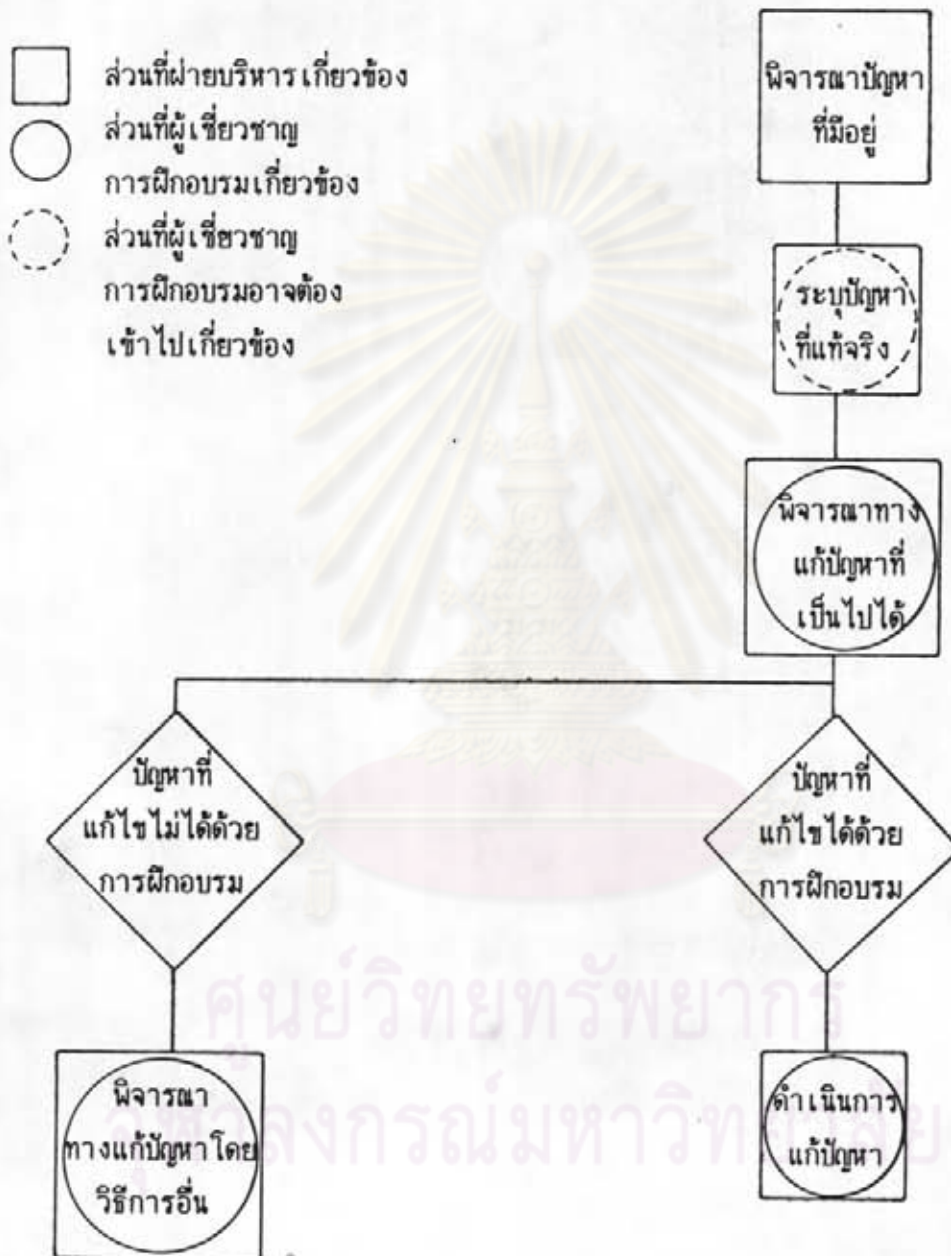 ส่วนที่ฝ่ายบริหารเกี่ยวข้อง
ส่วนที่ผู้เชี่ยวชาญ
การฝึกอบรมเกี่ยวข้อง
ส่วนที่ผู้เชี่ยวชาญ
การฝึกอบรมอาจต้อง
เข้าไปเกี่ยวข้อง
พิจารณาปัญหา
ที่มีอยู่
ระบุปัญหา
ที่แท้จริง
พิจารณาทาง
แก้ปัญหาที่
เป็นไปได้
ปัญหาที่
แก้ไขไม่ได้ด้วย
การฝึกอบรม
ปัญหาที่
แก้ไขได้ด้วย
การฝึกอบรม
พิจารณา
ทางแก้ปัญหาโดย
วิธีการอื่น
ดำเนินการ
แก้ปัญหา
ศูนย์วิทยทรัพยากร
จุฬาลงกรณ์มหาวิทยาลัย